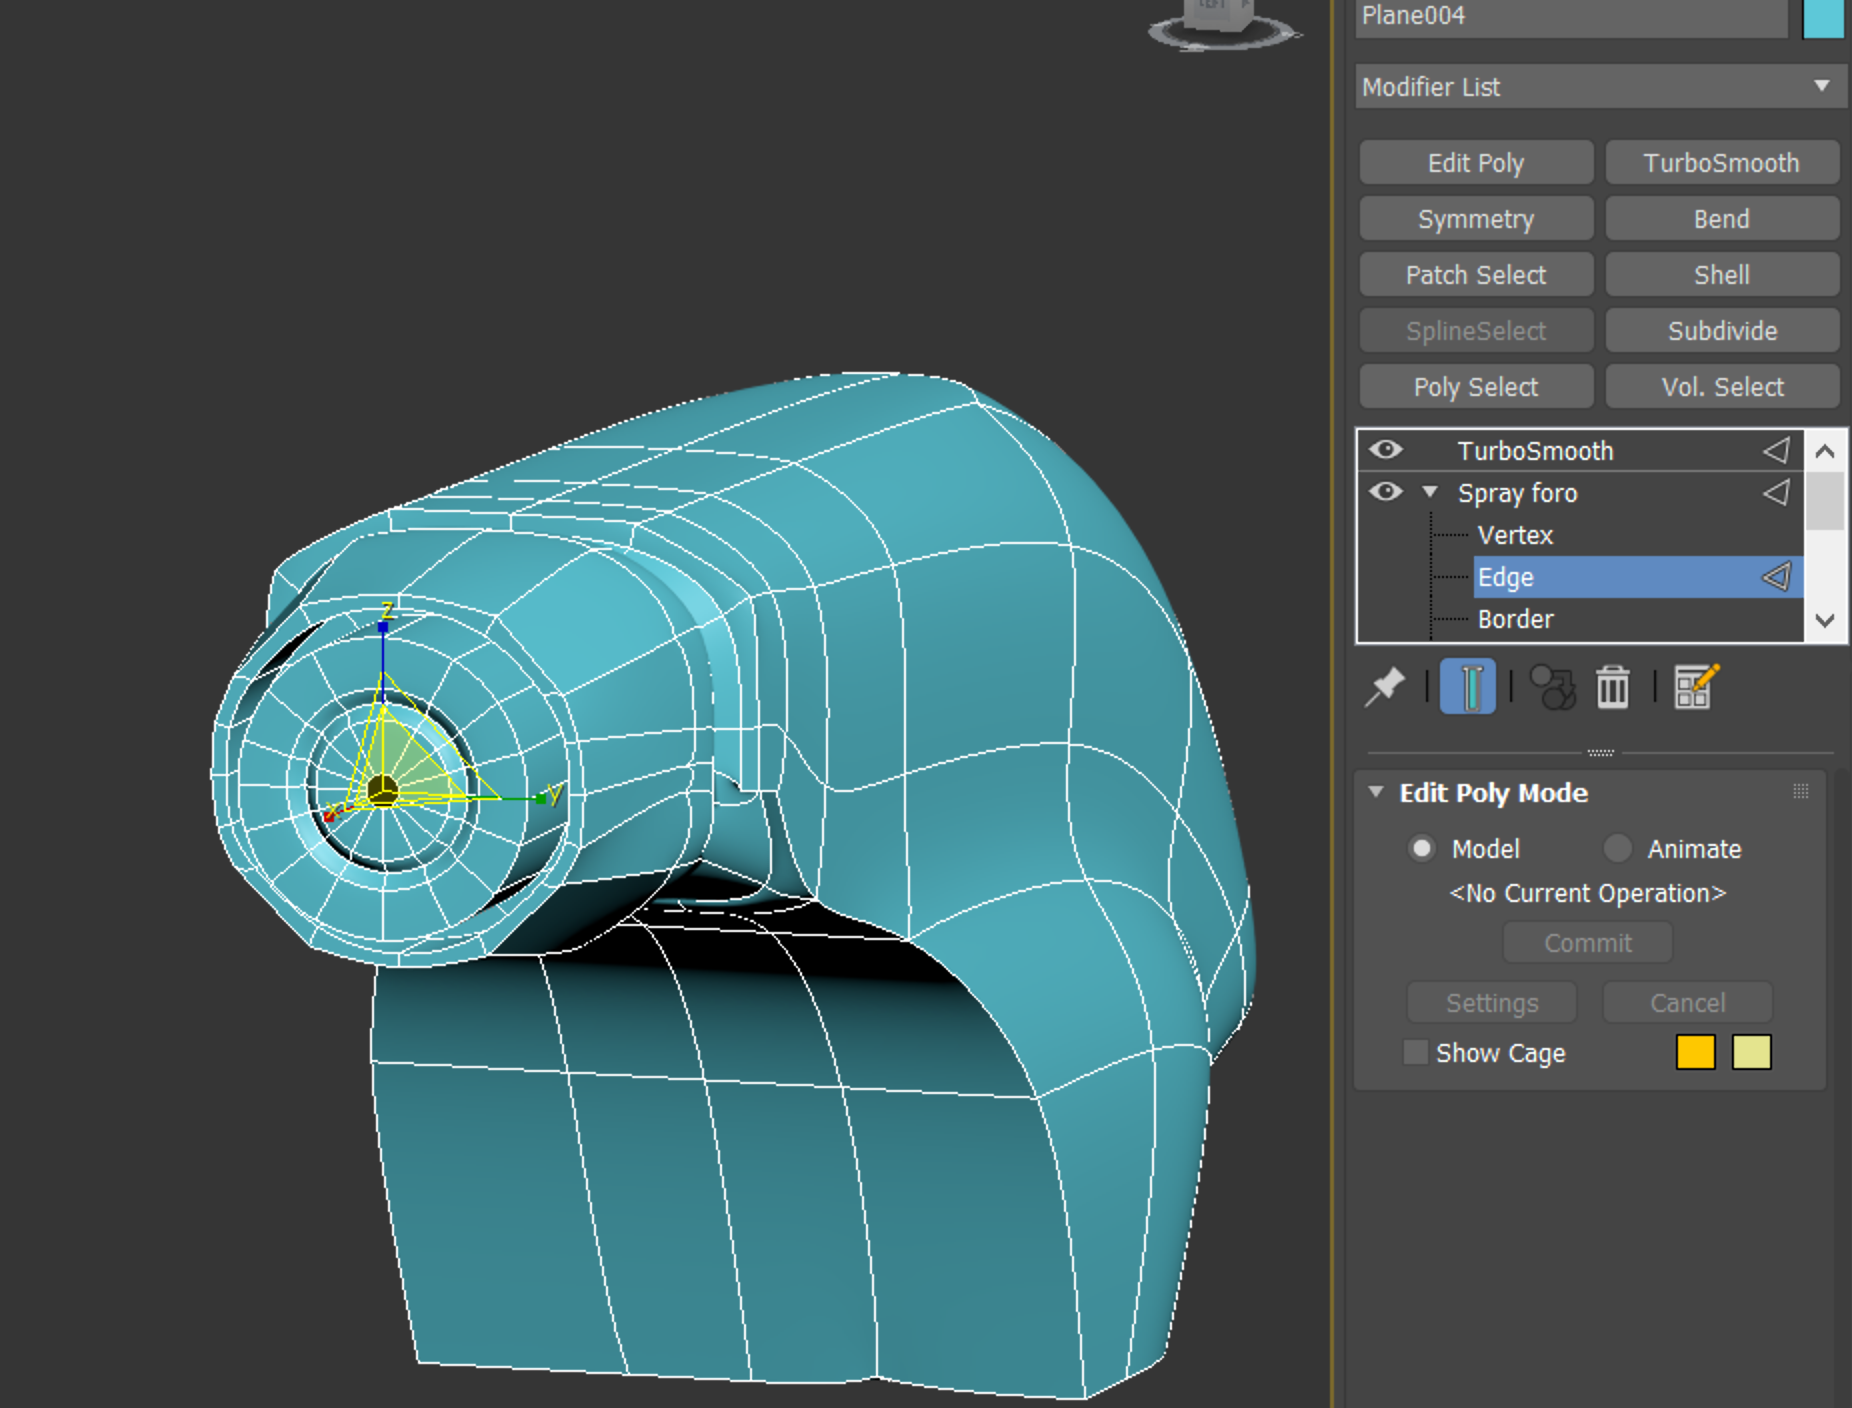 LEFT
Plane004
Modifier List
Edit Poly
TurboSmooth
Symmetry
Bend
Patch Select
Shell
SplineSelect
Subdivide
Poly Select
Vol. Select
TurboSmooth
Spray foro
Vertex
Edge
Border
z
x
y
Edit Poly Mode
Model
Animate
<No Current Operation>
Commit
Settings
Cancel
Show Cage